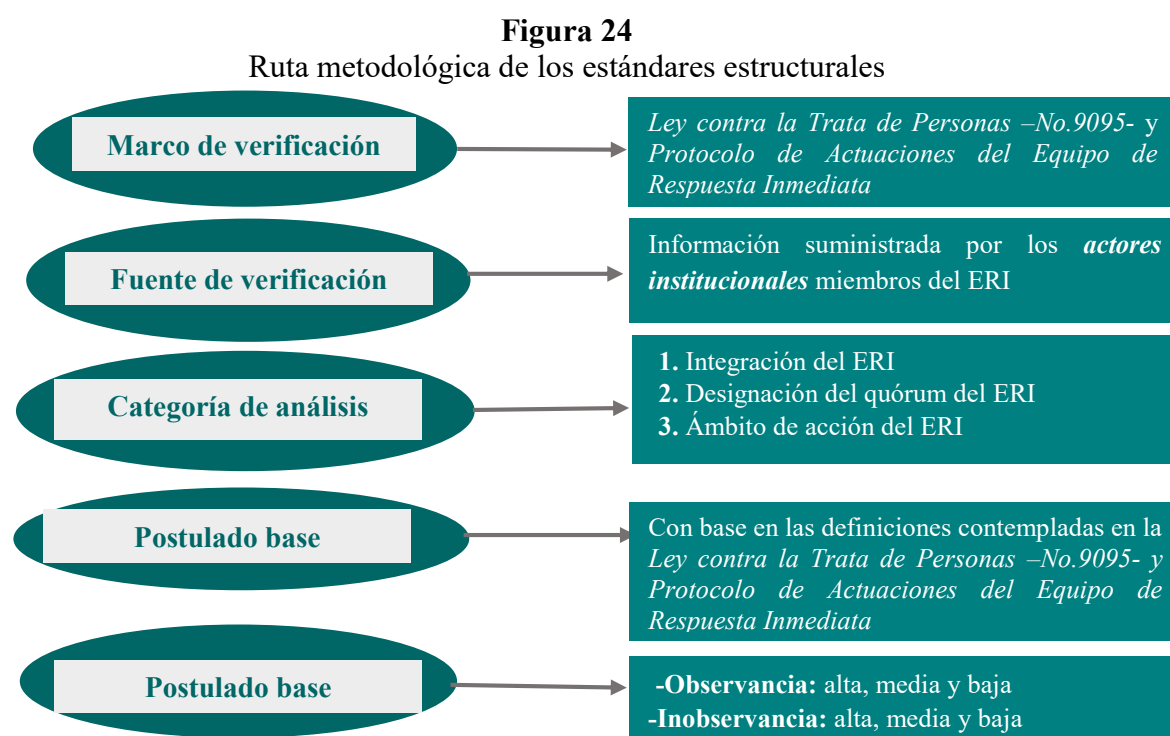 Figura 24
Ruta metodológica de los estándares estructurales
Marco de verificación
Ley contra la Trata de Personas –No.9095- y
Protocolo de Actuaciones del Equipo de
Respuesta Inmediata
Fuente de verificación
Información suministrada por los actores
institucionales miembros del ERI
Categoría de análisis
1. Integración del ERI
2. Designación del quórum del ERI
3. Ámbito de acción del ERI
Postulado base
Con base en las definiciones contempladas en la
Ley contra la Trata de Personas –No.9095- y
Protocolo de Actuaciones del Equipo de
Respuesta Inmediata
Postulado base
-Observancia: alta, media y baja
-Inobservancia: alta, media y baja